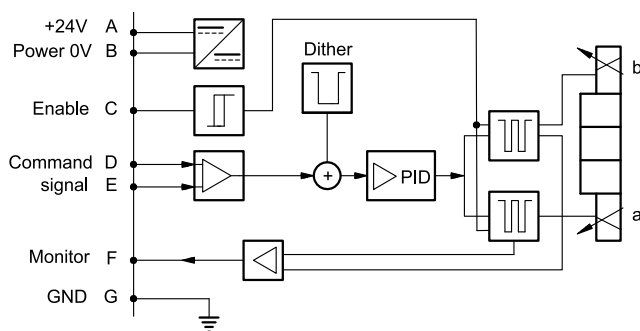 +24V A
Power 0V B
Dither
b
Enable C
Command D
signal E
+
PID
a
Monitor F
GND G